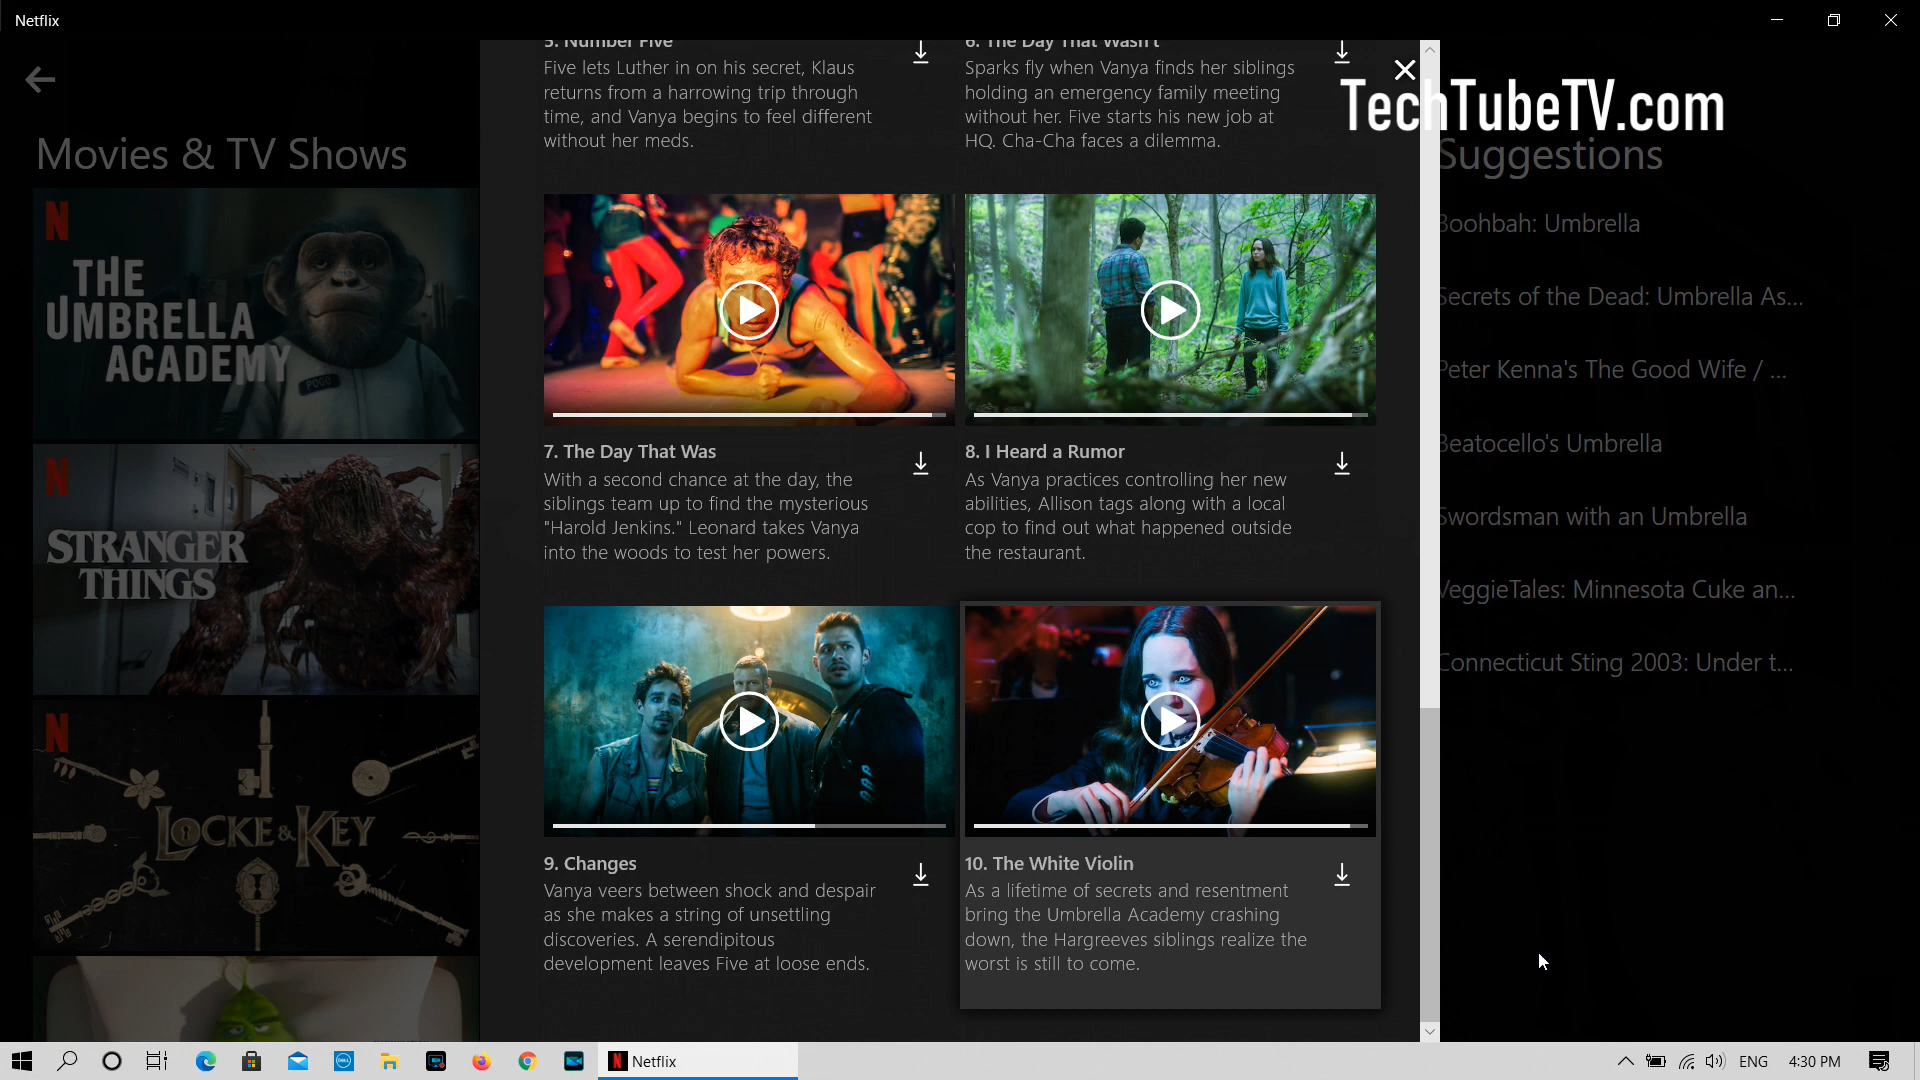 Netflix
Movies & TV Shows
N
THE
UMBRELLA
ACADEMY
POGO
N
STRANGER
THINGS
N
LOCKE & KEY
5. Number Five
Five lets Luther in on his secret, Klaus
returns from a harrowing trip through
time, and Vanya begins to feel different
without her meds.
6. The Day That Wasn't
Sparks fly when Vanya finds her siblings
holding an emergency family meeting
without her. Five starts his new job at
HQ. Cha-Cha faces a dilemma.
7. The Day That Was
With a second chance at the day, the
siblings team up to find the mysterious
"Harold Jenkins." Leonard takes Vanya
into the woods to test her powers.
8. I Heard a Rumor
As Vanya practices controlling her new
abilities, Allison tags along with a local
cop to find out what happened outside
the restaurant.
9. Changes
Vanya veers between shock and despair
as she makes a string of unsettling
discoveries. A serendipitous
development leaves Five at loose ends.
10. The White Violin
As a lifetime of secrets and resentment
bring the Umbrella Academy crashing
down, the Hargreeves siblings realize the
worst is still to come.
TechTubeTV.com
Suggestions
Boohbah: Umbrella
Secrets of the Dead: Umbrella As...
Peter Kenna's The Good Wife / ...
Beatocello's Umbrella
Swordsman with an Umbrella
VeggieTales: Minnesota Cuke an...
Connecticut Sting 2003: Under t...
DELL
N
Netflix
ENG
4:30 PM